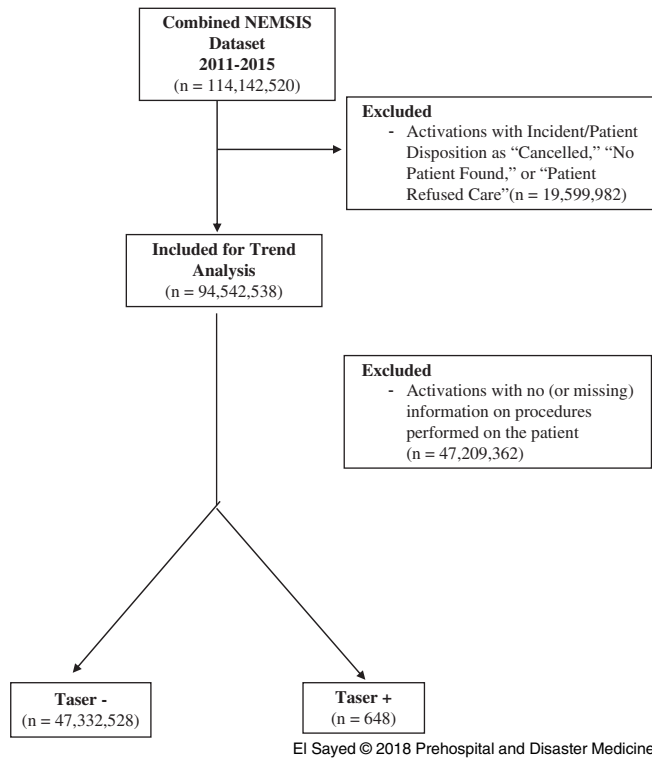 Combined NEMSIS
Dataset
2011-2015
(n = 114,142,520)
Excluded
- Activations with Incident/Patient
Disposition as “Cancelled,” “No
Patient Found,” or “Patient
Refused Care”(n = 19,599,982)
Included for Trend
Analysis
(n = 94,542,538)
Excluded
- Activations with no (or missing)
information on procedures
performed on the patient
(n = 47,209,362)
Taser -
(n = 47,332,528)
Taser +
(n = 648)
El Sayed © 2018 Prehospital and Disaster Medicine